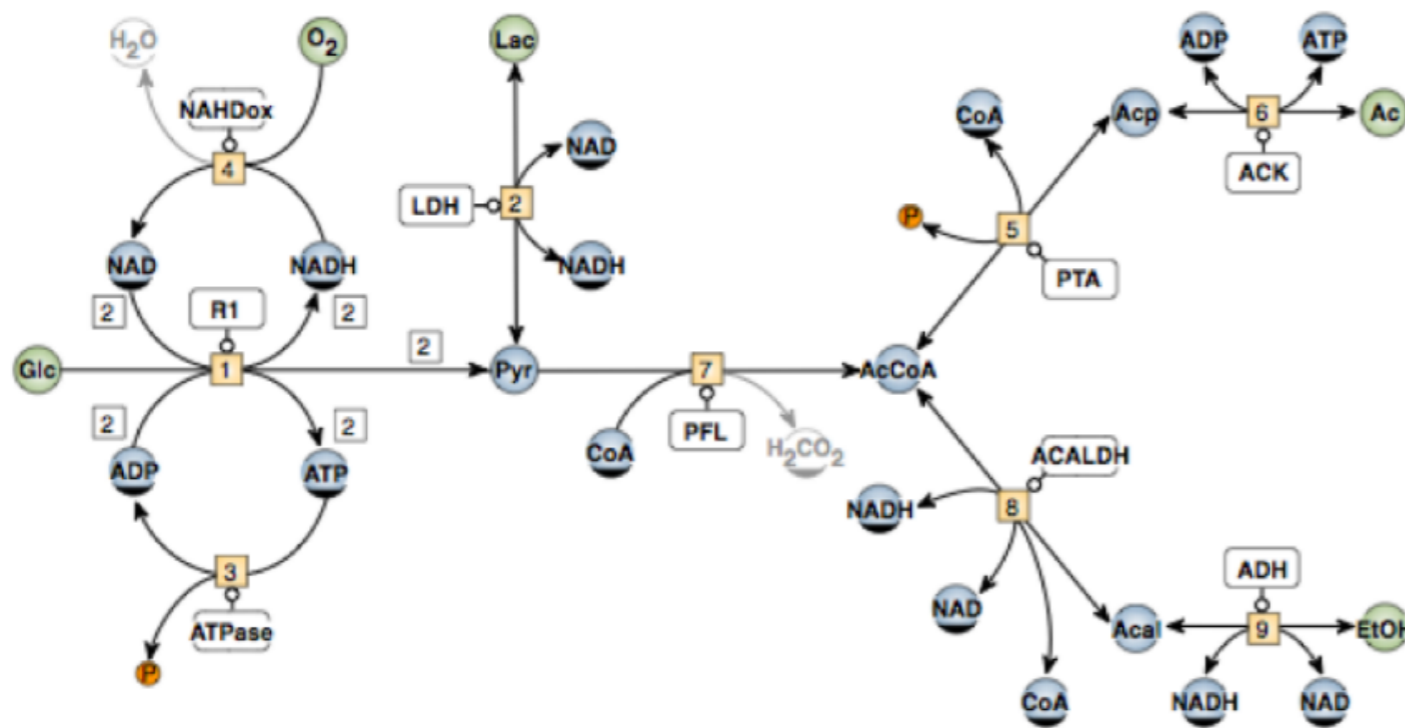 H2O
O2
Lac
ADP
ATP
NAHDox
CoA
Acp
6
Ac
4
NAD
LDH
2
ACK
P
5
NAD
NADH
NADH
PTA
2
R1
2
2
Glc
1
Pyr
7
AcCoA
2
2
PFL
ADP
ATP
CoA
H2CO2
ACALDH
NADH
8
3
ADH
ATPase
NAD
Acal
9
EtOH
P
CoA
NADH
NAD